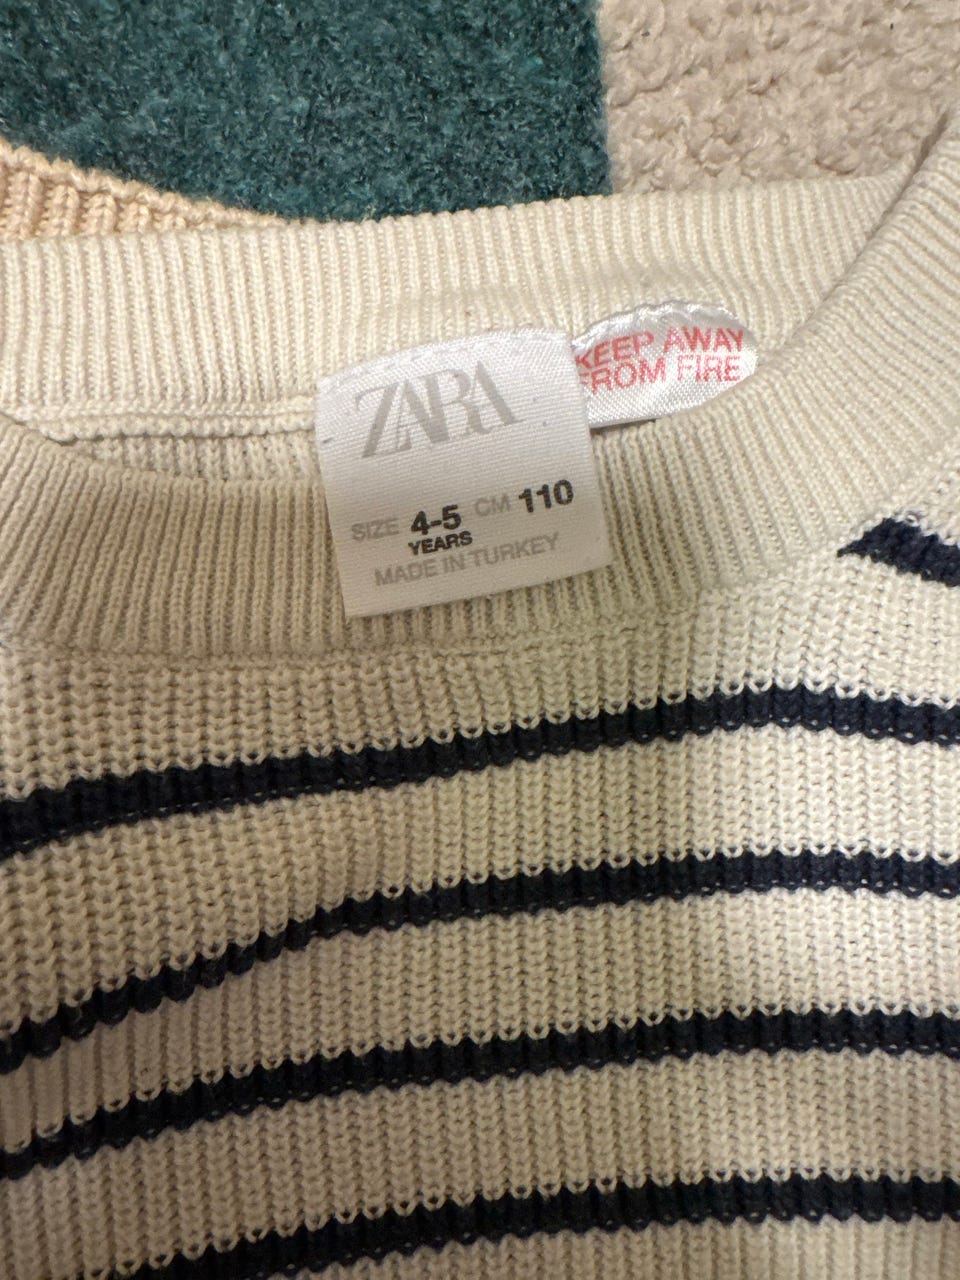 ZARA
SIZE 4-5 CM 110
YEARS
MADE IN TURKEY
KEEP AWAY
FROM FIRE